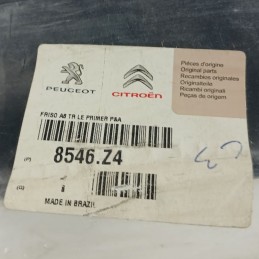 Pièces d'origine
Original parts
Recambios originales
Originalteile
Ricambi originali
Peças de origem
PEUGEOT
CITROËN
FRISO AB TR LE PRIMER P&A
8546.Z4
1
MADE IN BRAZIL